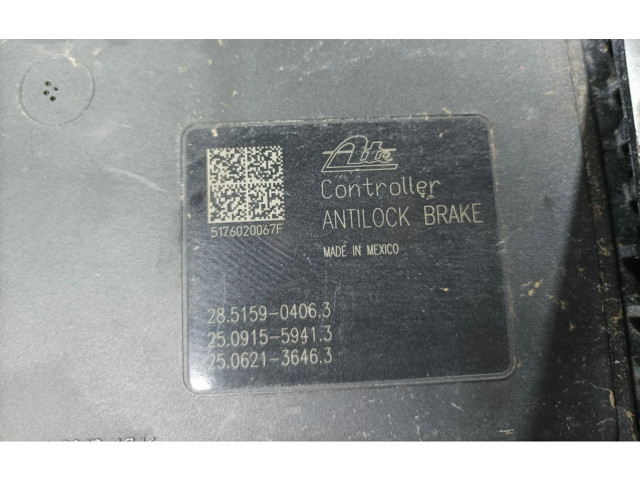 Ate
Controller
ANTILOCK BRAKE
MADE IN MEXICO
5176020067F
28.5159-0406.3
25.0915-5941.3
25.0621-3646.3